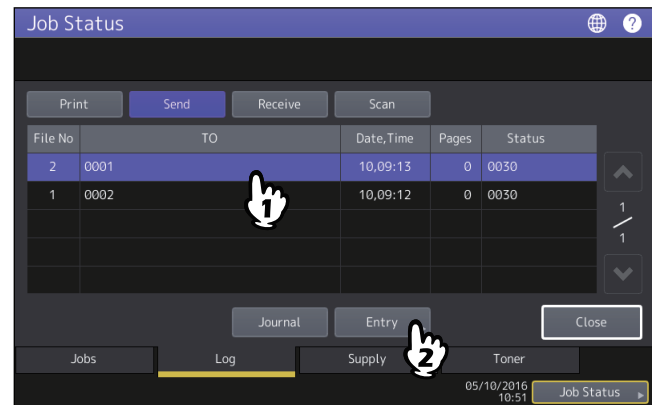 Job Status
?
Print Send Receive Scan
File No TO Date,Time Pages Status
2 0001 10,09:13 0 0030
1 0002 10,09:12 0 0030
1
1
1
Journal Entry Close
2
Jobs Log Supply Toner
05/10/2016
10:51
Job Status